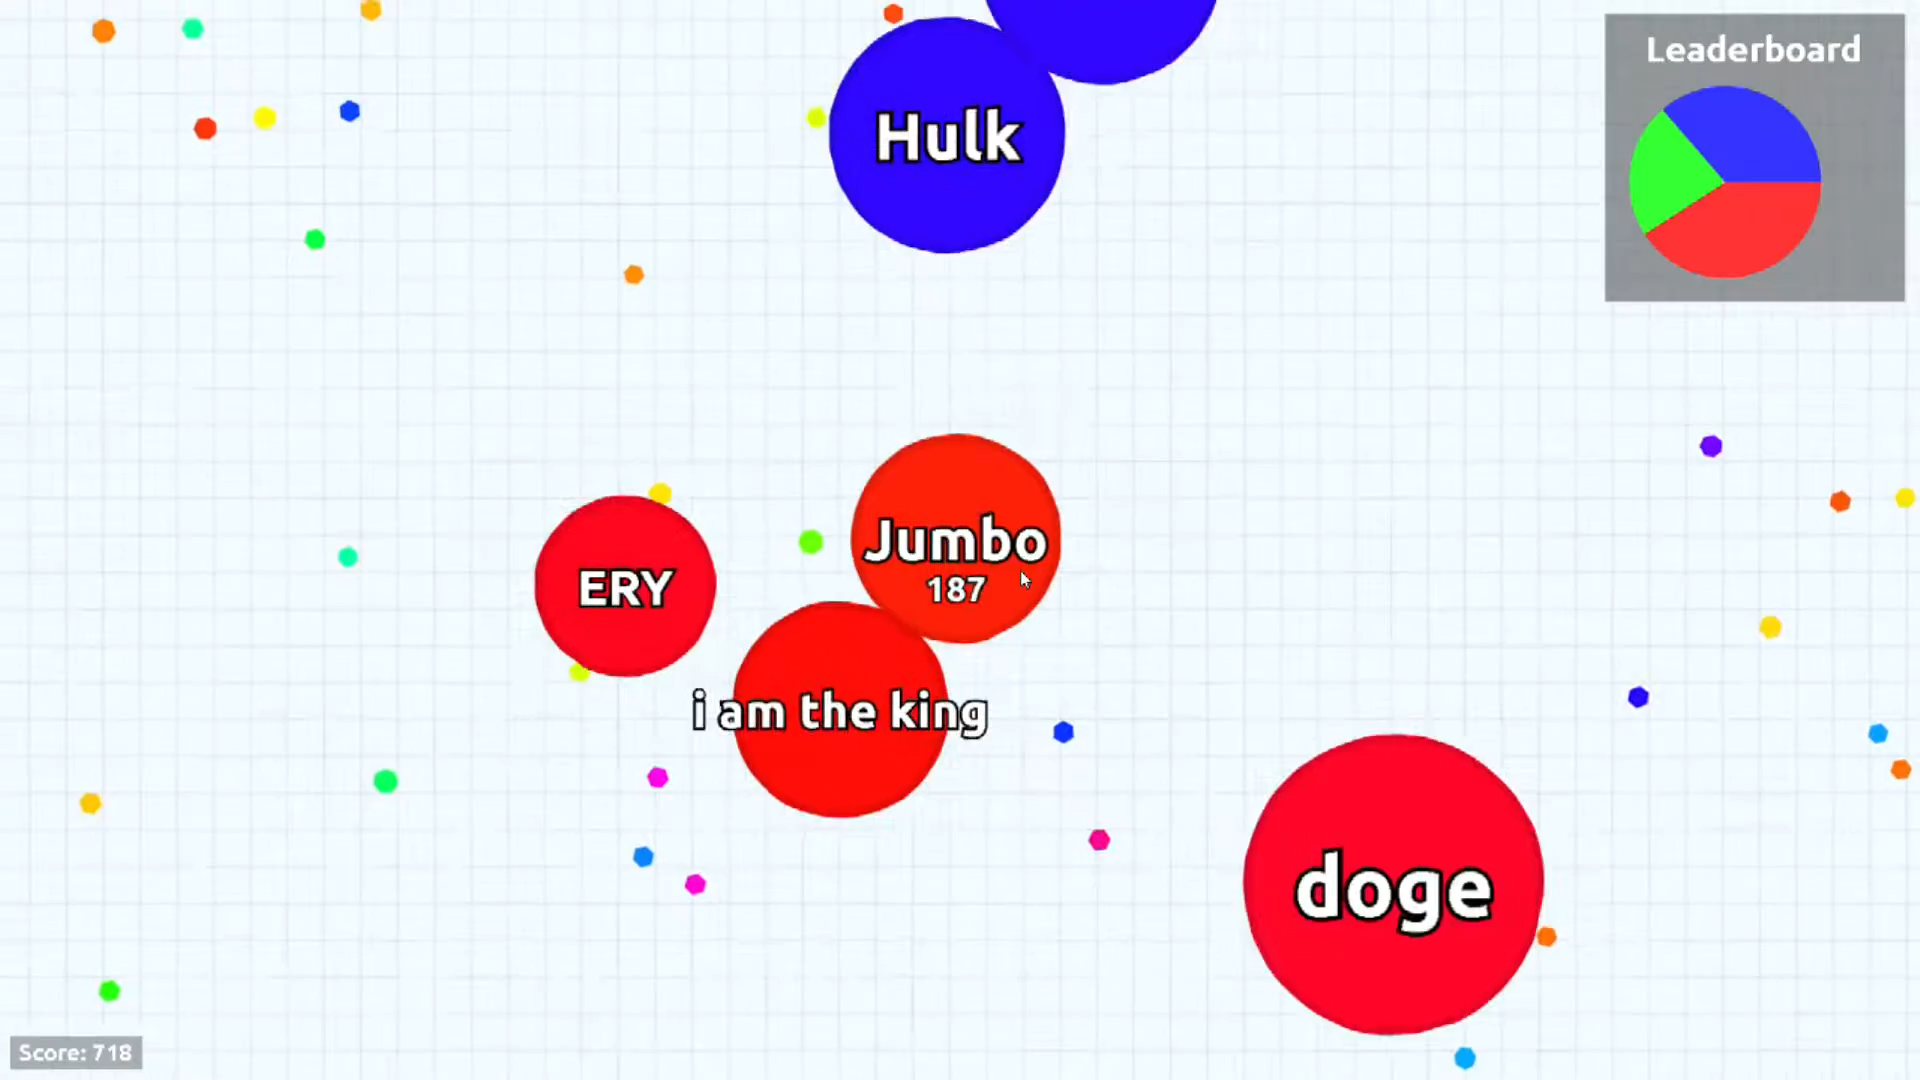 Leaderboard
Hulk
Jumbo
187
ERY
i am the king
doge
Score: 718